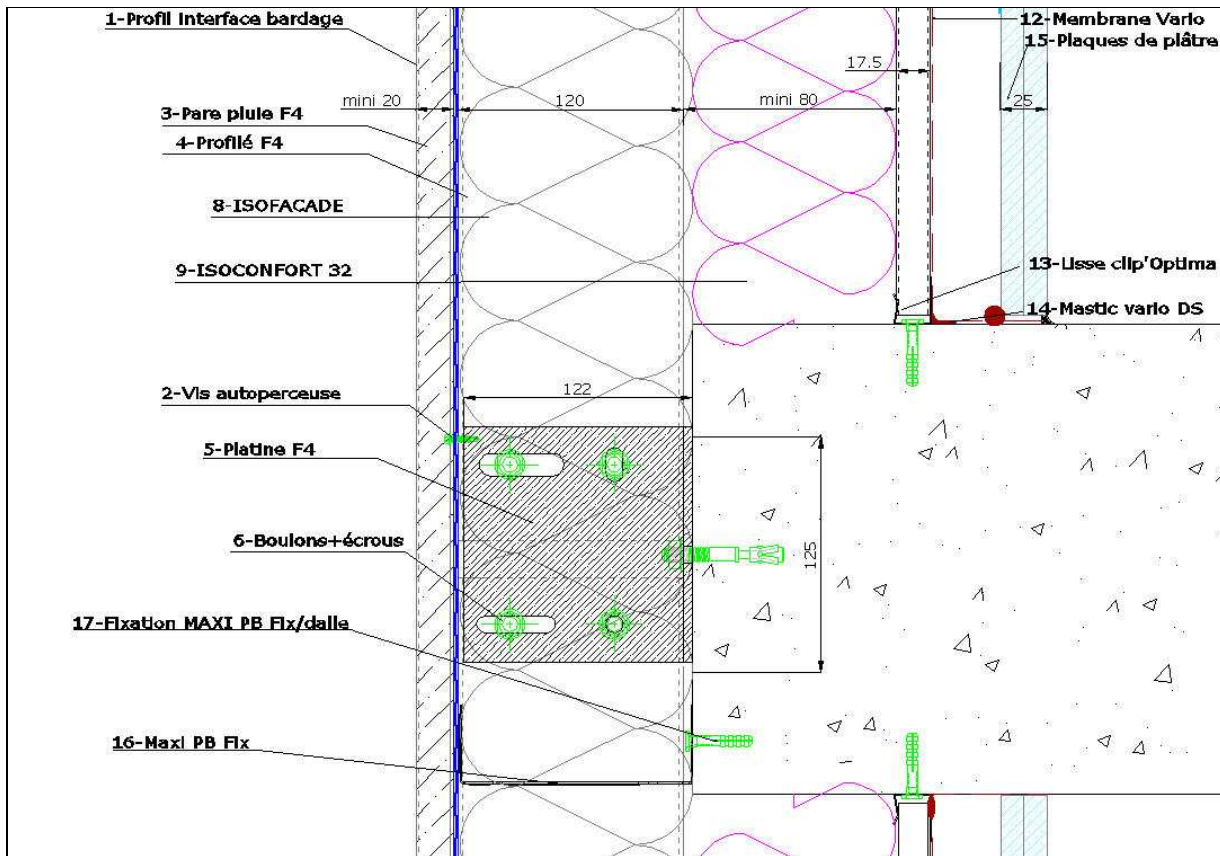 1-Profil Interface bardage
12-Membrane Vario
15-Plaques de plâtre
17.5
mini 20
120
mini 80
25
3-Pare pluie F4
4-Profilé F4
8-ISOFACADE
9-ISOCONFORT 32
13-Lisse clip'Optima
14-Mastic vario DS
2-Vis autoperceuse
122
5-Platine F4
6-Boulons+écrous
125
17-Fixation MAXI PB Fix/dalle
16-Maxi PB Fix